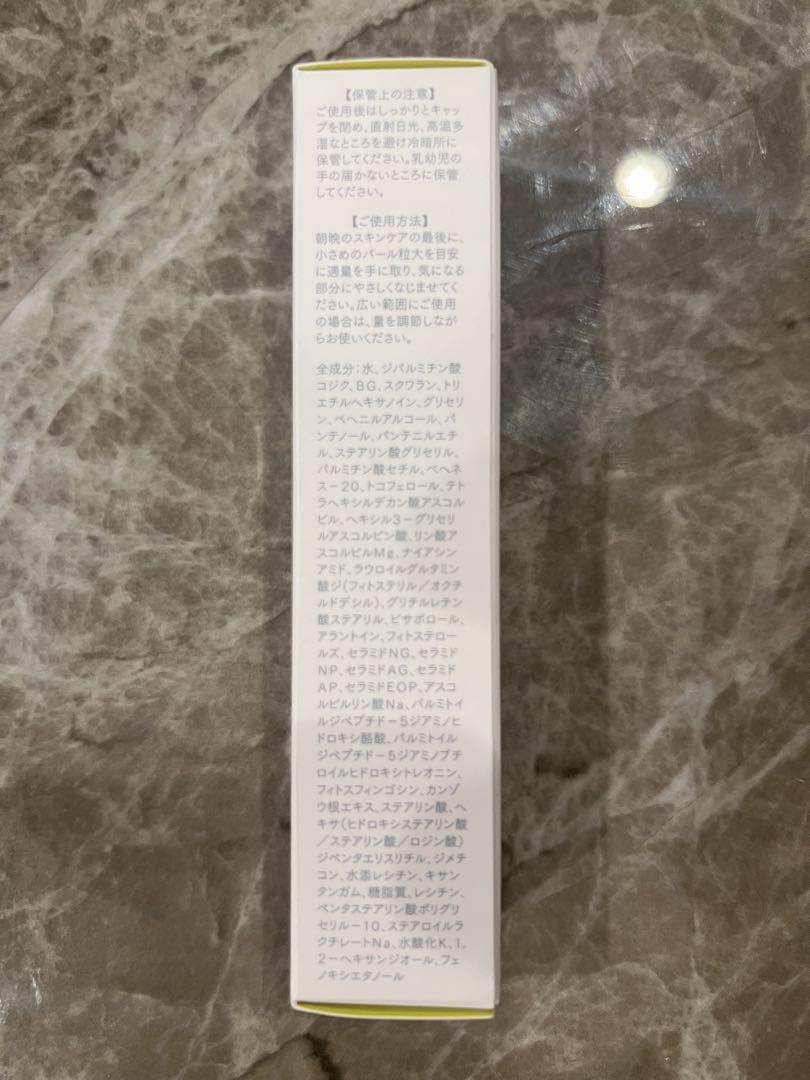 【保管上の注意】
ご使用後はしっかりとキャッ
プを閉め、直射日光、高温多
湿なところを避け冷暗所に
保管してください。乳幼児の
手の届かないところに保管
してください。
【ご使用方法】
朝晩のスキンケアの最後に、
小さめのパール粒大を目安
に適量を手に取り、気になる
部分にやさしくなじませてく
ださい。広い範囲にご使用
の場合は、量を調節しなが
らお使いください。
全成分:水、ジパルミチン酸
コジク、BG、スクワラン、トリ
エチルヘキサノイン、グリセリ
ン、ベヘニルアルコール、パ
ンテノール、パンテニルエチ
ル、ステアリン酸グリセリル、
パルミチン酸セチル、ベヘネ
スー20、トコフェロール、テト
ラヘキシルデカン酸アスコル
ビル、ヘキシル3ーグリセリ
ルアスコルビン酸、リン酸ア
スコルビルMg、ナイアシン
アミド、ラウロイルグルタミン
酸ジ(フィトステリル/オクチ
ルドデシル)、グリチルレチン
酸ステアリル、ビサボロール、
アラントイン、フィトステロー
ルズ、セラミドNG、セラミド
NP、セラミドAG、セラミド
AP、セラミドEOP、アスコ
ルビルリン酸Na、パルミトイ
ルジペプチドー5ジアミノヒ
ドロキシ酪酸、パルミトイル
ジペプチドー5ジアミノブチ
ロイルヒドロキシトレオニン、
フィトスフィンゴシン、カンゾ
ウ根エキス、ステアリン酸、ヘ
キサ(ヒドロキシステアリン酸
/ステアリン酸/ロジン酸)
ジペンタエリスリチル、ジメチ
コン、水添レシチン、キサン
タンガム、糖脂質、レシチン、
ペンタステアリン酸ポリグリ
セリルー10、ステアロイルラ
クチレートNa、水酸化K、1,
2ーヘキサンジオール、フェ
ノキシエタノール